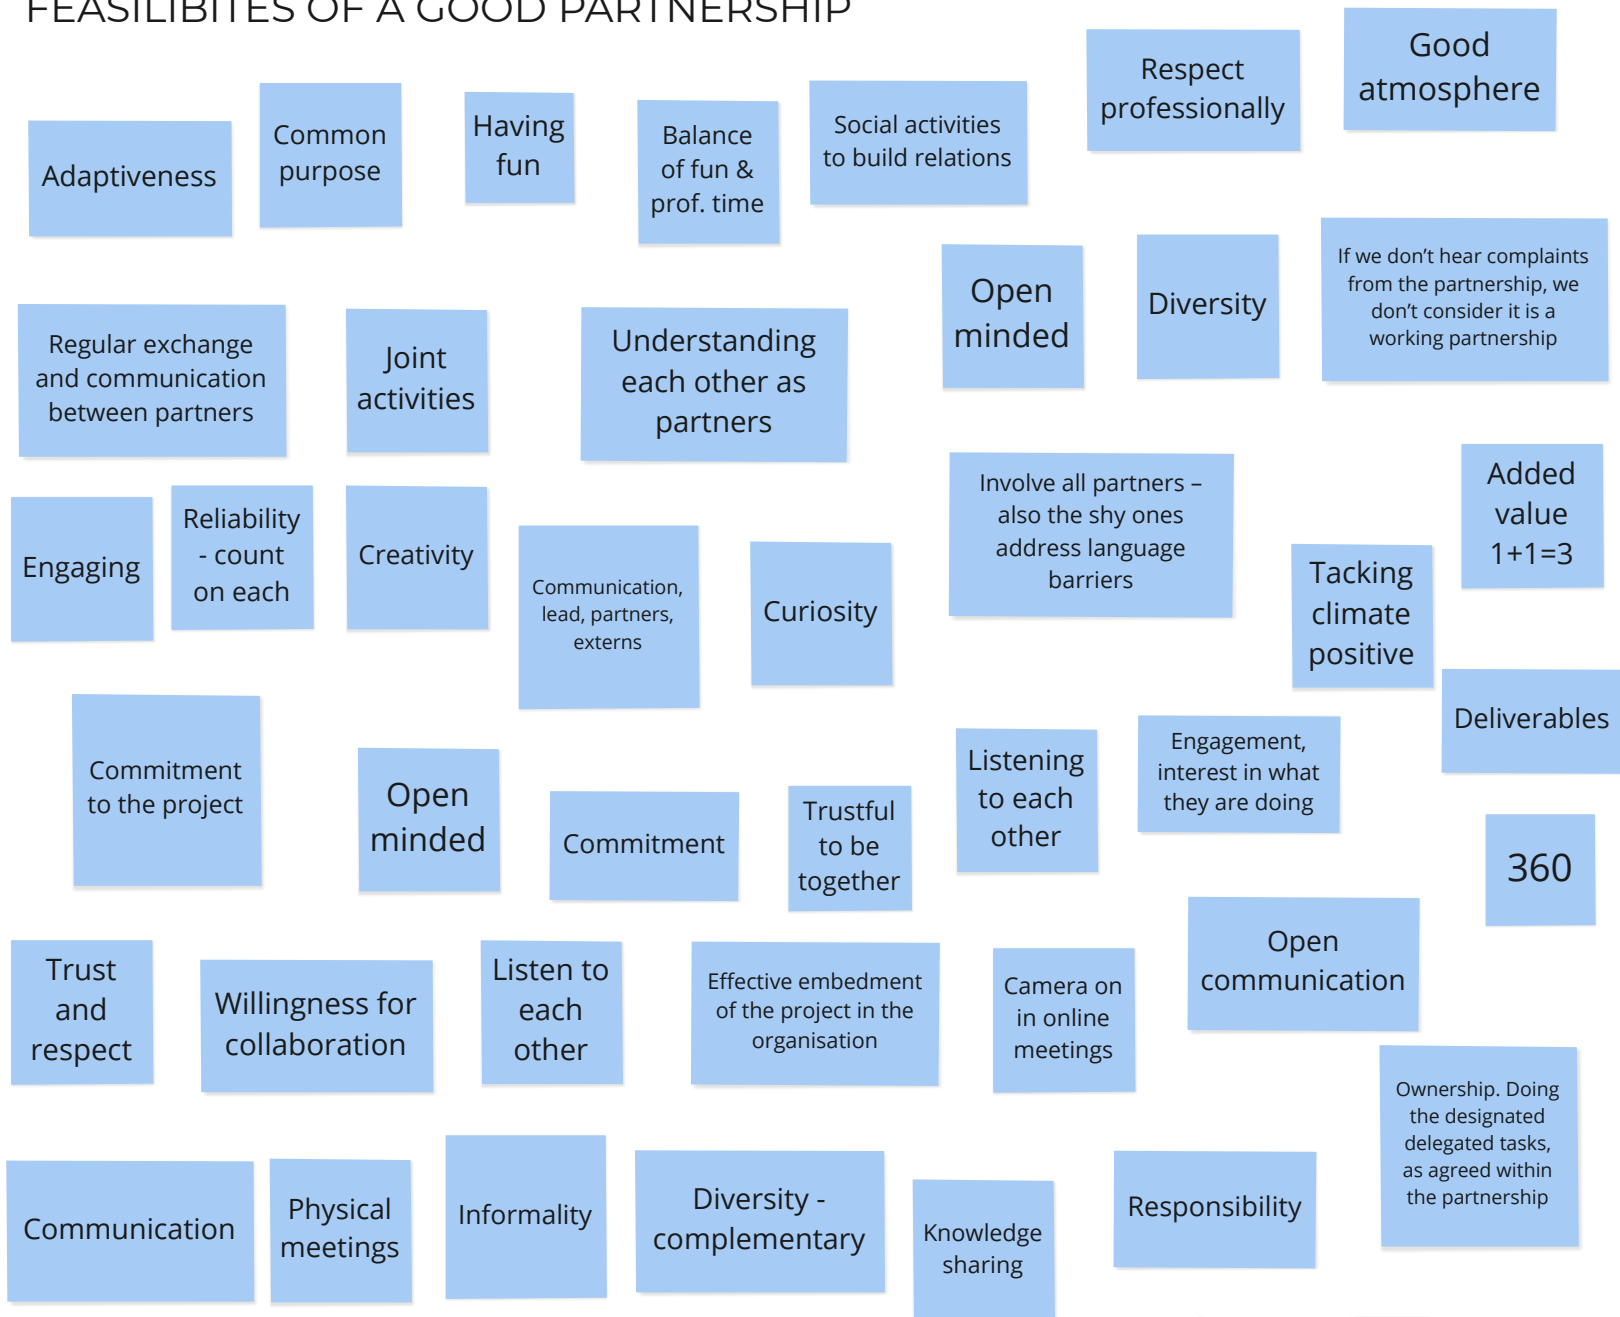 FEASILIBITES OF A GOOD PARTNERSHIP
Adaptiveness
Common
purpose
Having
fun
Balance
of fun &
prof. time
Social activities
to build relations
Respect
professionally
Good
atmosphere
Regular exchange
and communication
between partners
Joint
activities
Understanding
each other as
partners
Open
minded
Diversity
If we don’t hear complaints
from the partnership, we
don’t consider it is a
working partnership
Engaging
Reliability
- count
on each
Creativity
Communication,
lead, partners,
externs
Curiosity
Involve all partners –
also the shy ones
address language
barriers
Tacking
climate
positive
Added
value
1+1=3
Deliverables
Commitment
to the project
Open
minded
Commitment
Trustful
to be
together
Listening
to each
other
Engagement,
interest in what
they are doing
360
Trust
and
respect
Willingness for
collaboration
Listen to
each
other
Effective embedment
of the project in the
organisation
Camera on
in online
meetings
Open
communication
Ownership. Doing
the designated
delegated tasks,
as agreed within
the partnership
Communication
Physical
meetings
Informality
Diversity -
complementary
Knowledge
sharing
Responsibility